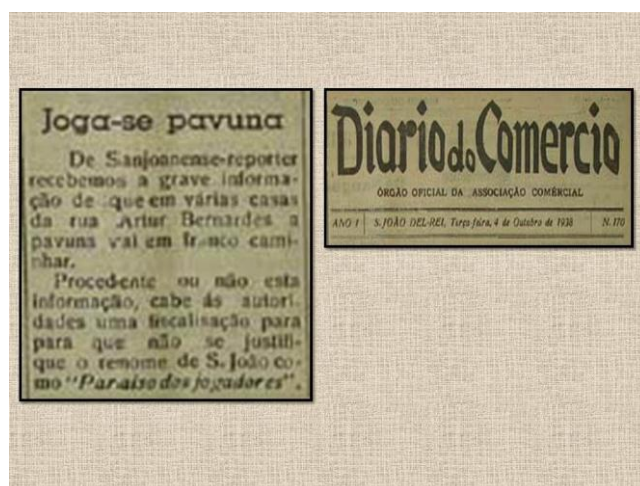 Joga-se pavuna
De Sanjoanense-reporter
recebemos a grave informa-
ção de que em várias casas
da rua Artur Bernardes a
pavuna vai em franco cami-
nhar.
Procedente ou não esta
informação, cabe ás autori-
dades uma fiscalisação para
para que não se justifi-
que o renome de S. João co-
mo "Paraiso dos jogadores".
Diario do Comercio
ÓRGÃO OFICIAL DA ASSOCIAÇÃO COMERCIAL
ANO I S. JOÃO DEL-REI, Terça-feira, 4 de Outubro de 1938 N. 170